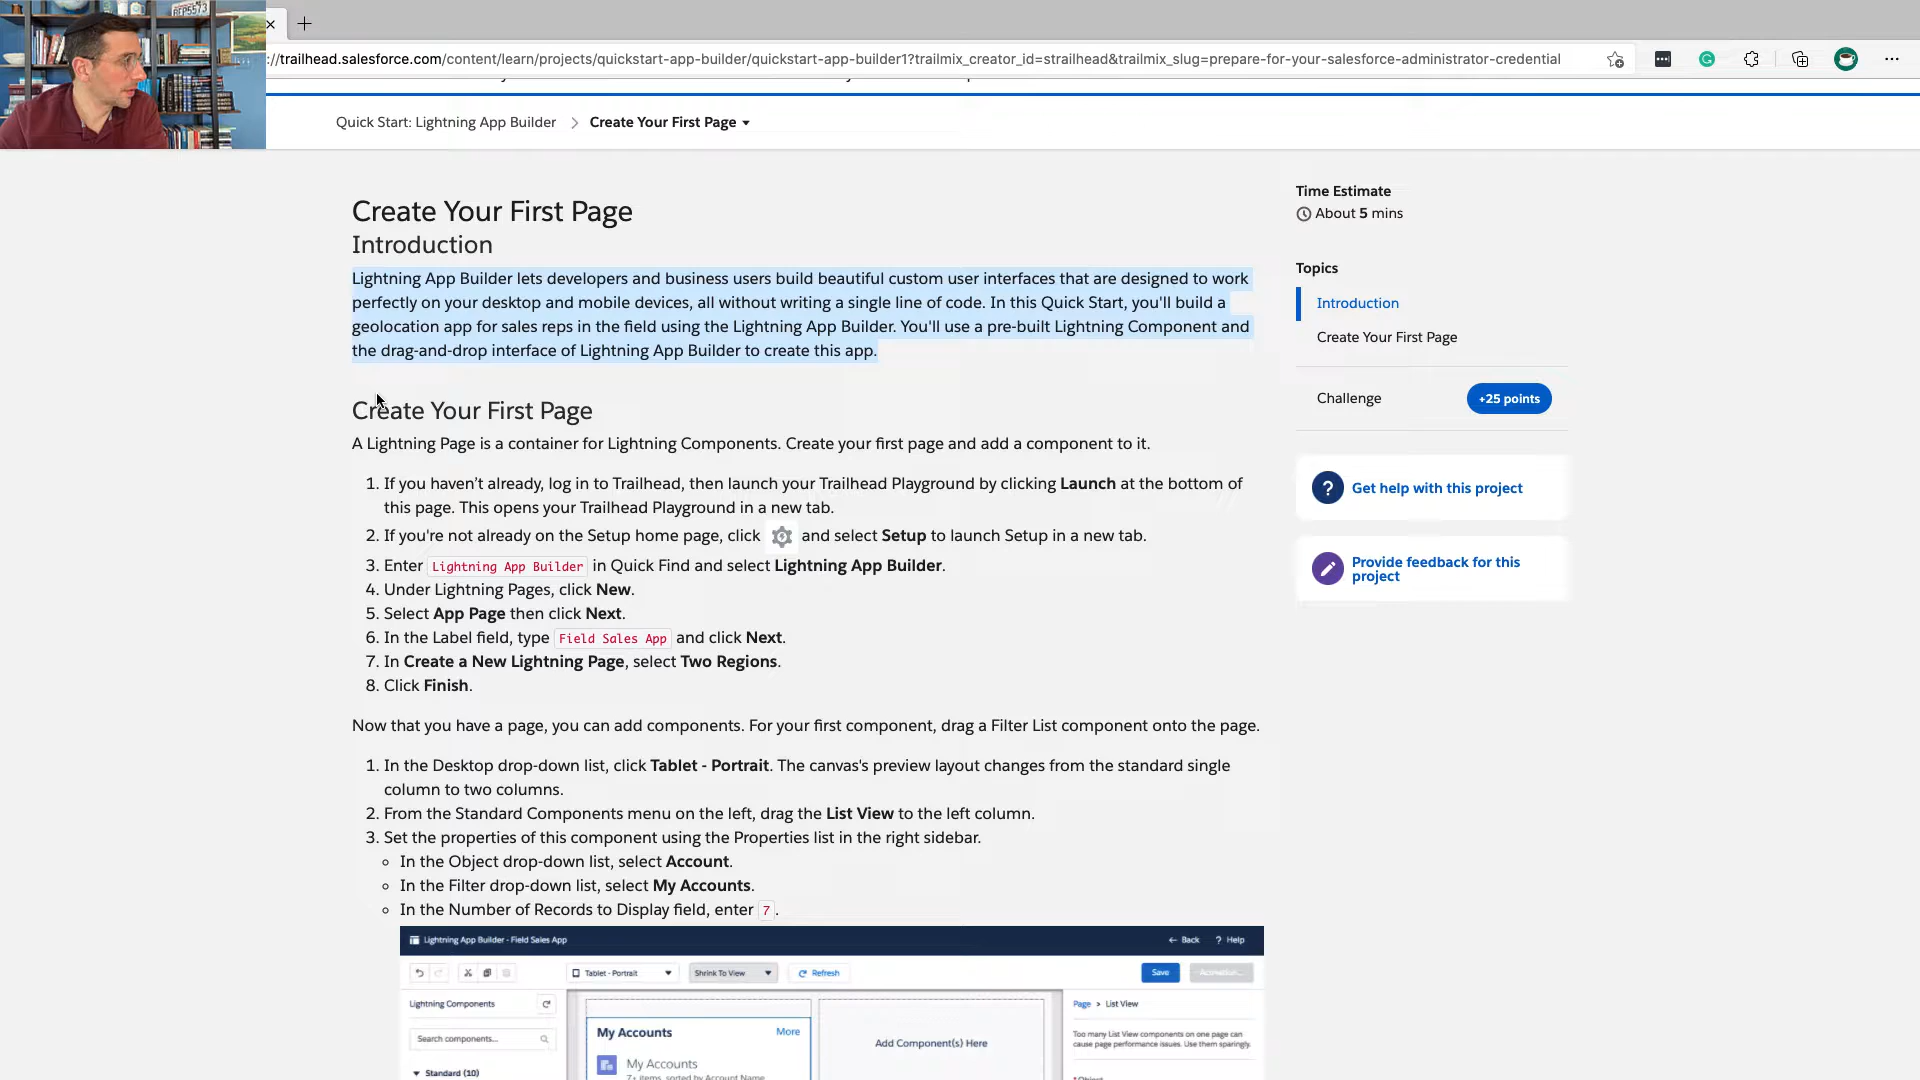 BFP5573
://trailhead.salesforce.com/content/learn/projects/quickstart-app-builder/quickstart-app-builder1?trailmix_creator_id=strailhead&trailmix_slug=prepare-for-your-salesforce-administrator-credential
Quick Start: Lightning App Builder > Create Your First Page
Create Your First Page
Introduction
Lightning App Builder lets developers and business users build beautiful custom user interfaces that are designed to work
perfectly on your desktop and mobile devices, all without writing a single line of code. In this Quick Start, you'll build a
geolocation app for sales reps in the field using the Lightning App Builder. You'll use a pre-built Lightning Component and
the drag-and-drop interface of Lightning App Builder to create this app.
Create Your First Page
A Lightning Page is a container for Lightning Components. Create your first page and add a component to it.
1. If you haven't already, log in to Trailhead, then launch your Trailhead Playground by clicking Launch at the bottom of
this page. This opens your Trailhead Playground in a new tab.
2. If you're not already on the Setup home page, click and select Setup to launch Setup in a new tab.
3. Enter Lightning App Builder in Quick Find and select Lightning App Builder.
4. Under Lightning Pages, click New.
5. Select App Page then click Next.
6. In the Label field, type Field Sales App and click Next.
7. In Create a New Lightning Page, select Two Regions.
8. Click Finish.
Now that you have a page, you can add components. For your first component, drag a Filter List component onto the page.
1. In the Desktop drop-down list, click Tablet - Portrait. The canvas's preview layout changes from the standard single
column to two columns.
2. From the Standard Components menu on the left, drag the List View to the left column.
3. Set the properties of this component using the Properties list in the right sidebar.
In the Object drop-down list, select Account.
In the Filter drop-down list, select My Accounts.
In the Number of Records to Display field, enter 7.
Lightning App Builder - Field Sales App
Back ? Help
Tablet - Portrait
Shrink To View
Refresh
Save
Activation...
Lightning Components
Search components...
Standard (10)
My Accounts
More
My Accounts
7+ items, sorted by Account Name
Add Component(s) Here
Page > List View
Too many List View components on one page can
cause page performance issues. Use them sparingly.
*Object
Time Estimate
About 5 mins
Topics
Introduction
Create Your First Page
Challenge
+25 points
? Get help with this project
Provide feedback for this
project